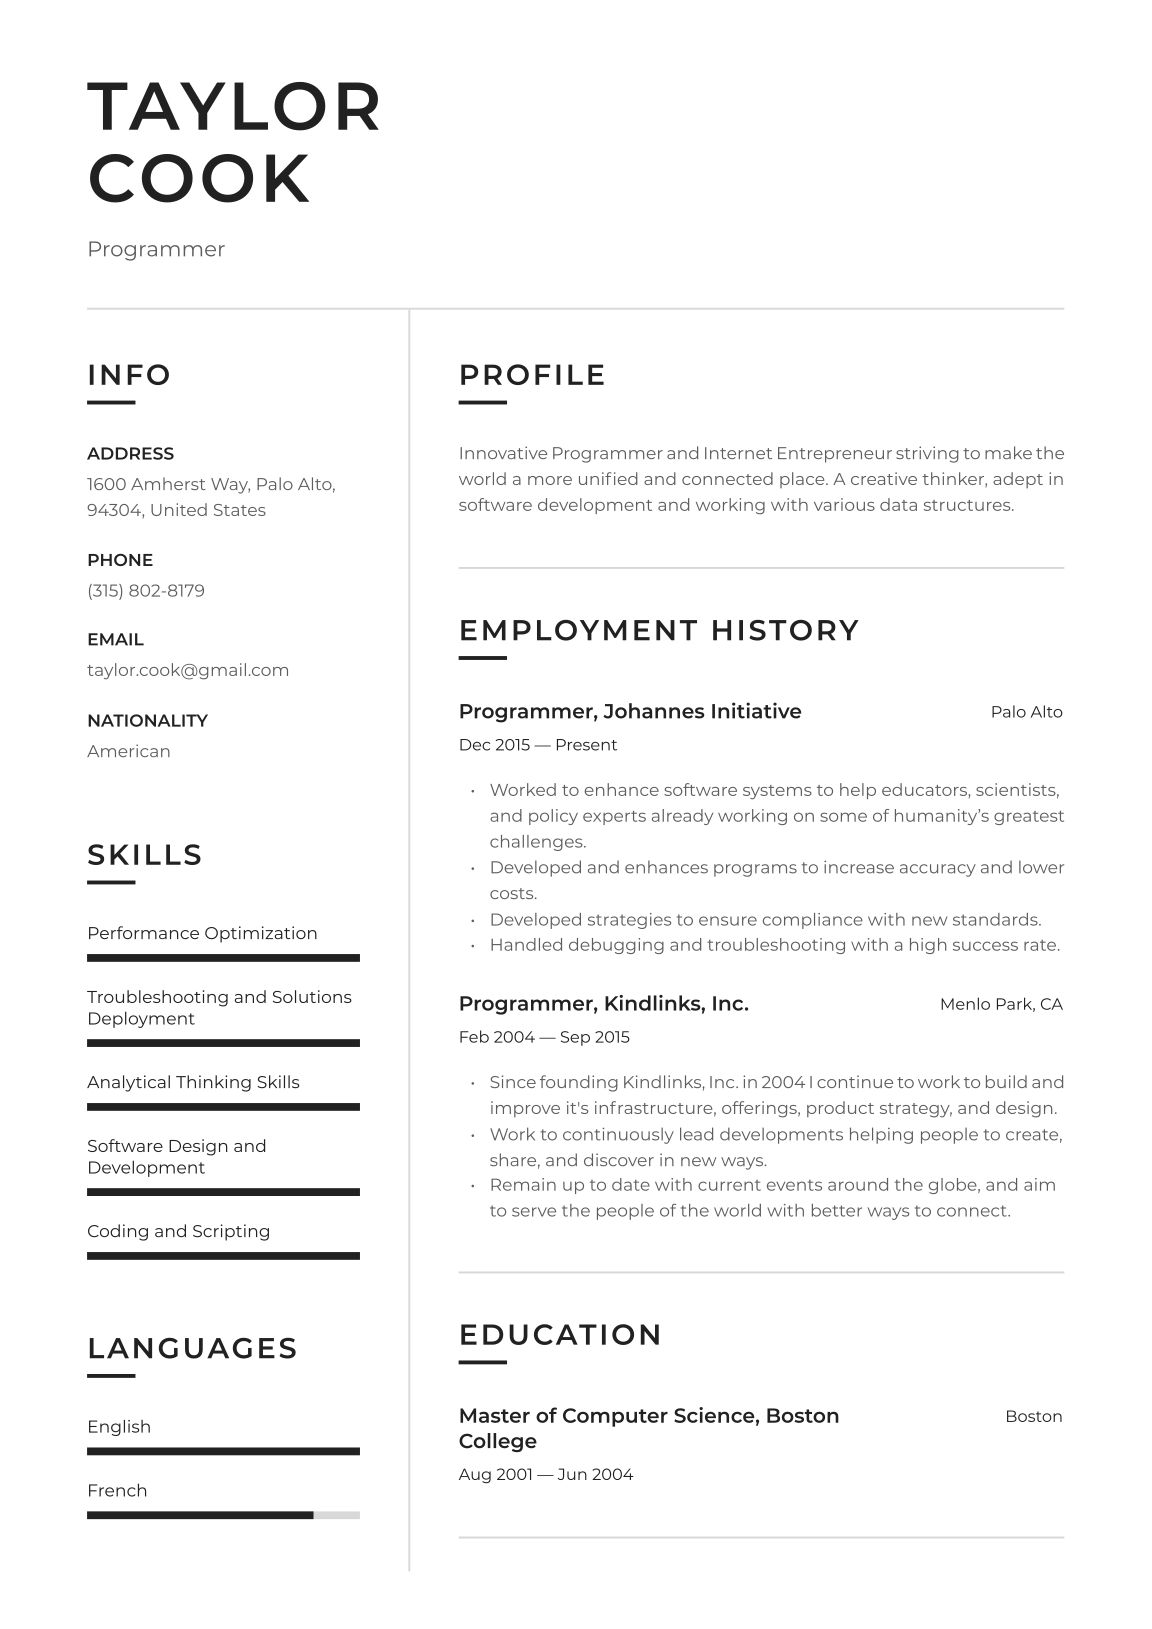 TAYLOR
COOK
Programmer
INFO
ADDRESS
1600 Amherst Way, Palo Alto,
94304, United States
PHONE
(315) 802-8179
EMAIL
taylor.cook@gmail.com
NATIONALITY
American
SKILLS
Performance Optimization
Troubleshooting and Solutions
Deployment
Analytical Thinking Skills
Software Design and
Development
Coding and Scripting
LANGUAGES
English
French
PROFILE
Innovative Programmer and Internet Entrepreneur striving to make the
world a more unified and connected place. A creative thinker, adept in
software development and working with various data structures.
EMPLOYMENT HISTORY
Programmer, Johannes Initiative Palo Alto
Dec 2015 — Present
• Worked to enhance software systems to help educators, scientists,
and policy experts already working on some of humanity’s greatest
challenges.
• Developed and enhances programs to increase accuracy and lower
costs.
• Developed strategies to ensure compliance with new standards.
• Handled debugging and troubleshooting with a high success rate.
Programmer, Kindlinks, Inc. Menlo Park, CA
Feb 2004 — Sep 2015
• Since founding Kindlinks, Inc. in 2004 I continue to work to build and
improve it's infrastructure, offerings, product strategy, and design.
• Work to continuously lead developments helping people to create,
share, and discover in new ways.
• Remain up to date with current events around the globe, and aim
to serve the people of the world with better ways to connect.
EDUCATION
Master of Computer Science, Boston Boston
College
Aug 2001 — Jun 2004